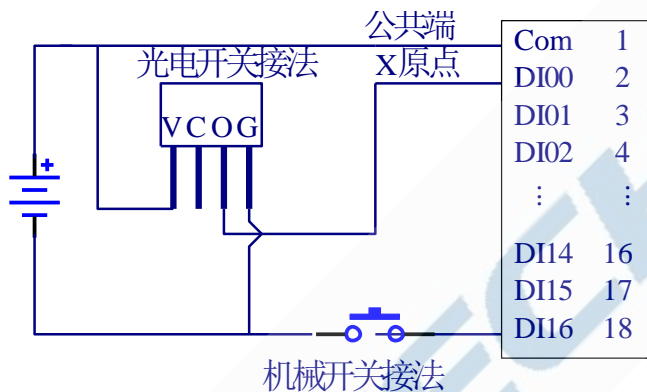 公共端
光电开关接法
X原点
V C O G
+
Com 1
DI00 2
DI01 3
DI02 4
⋮ ⋮
DI14 16
DI15 17
DI16 18
机械开关接法